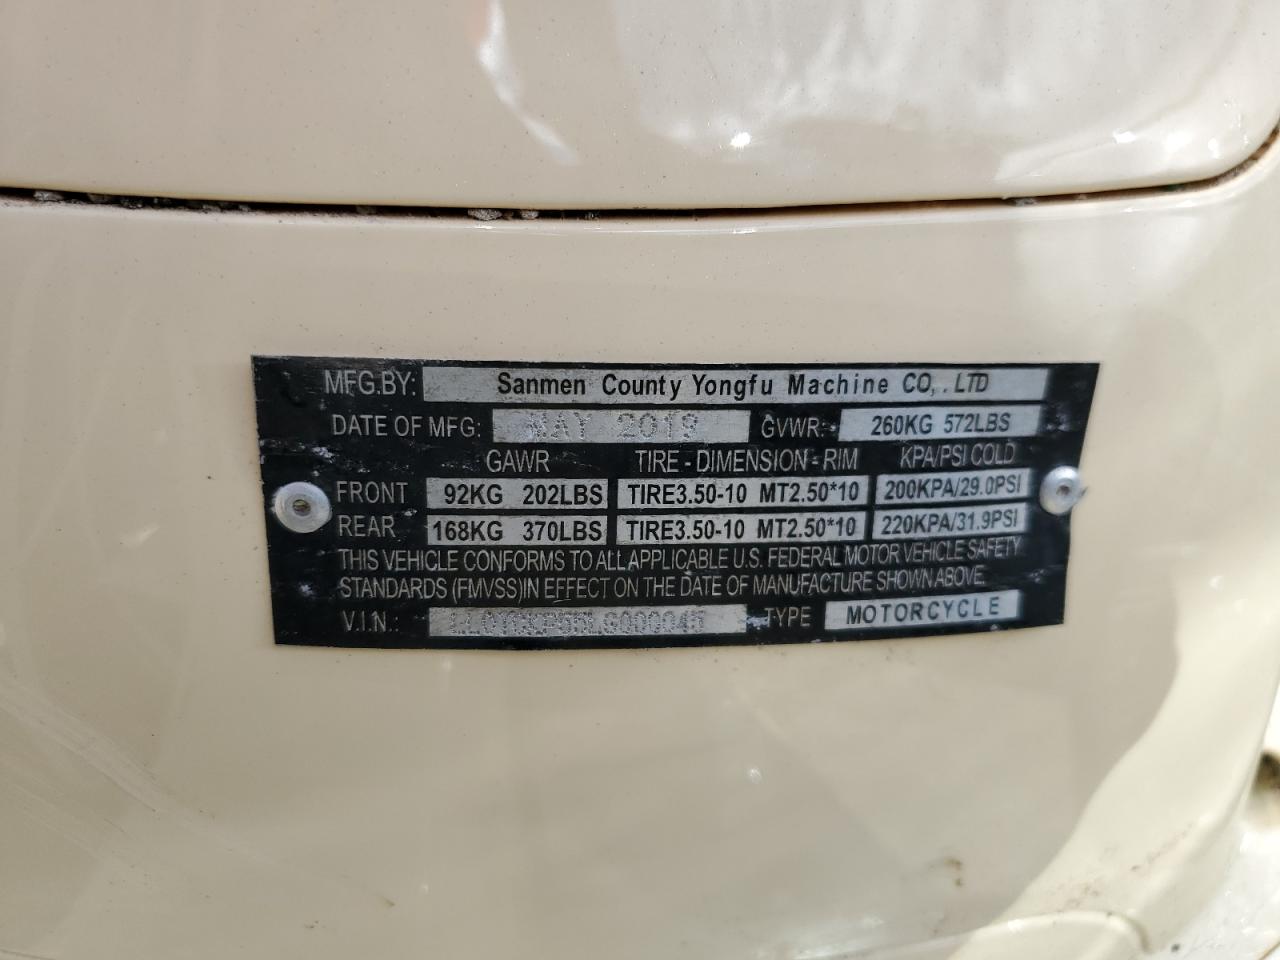 MFG.BY: Sanmen County Yongfu Machine CO,.LTD
DATE OF MFG: MAY 2019 GVWR: 260KG 572LBS
GAWR TIRE - DIMENSION - RIM KPA/PSI COLD
FRONT 92KG 202LBS TIRE3.50-10 MT2.50*10 200KPA/29.0PSI
REAR 168KG 370LBS TIRE3.50-10 MT2.50*10 220KPA/31.9PSI
THIS VEHICLE CONFORMS TO ALL APPLICABLE U.S. FEDERAL MOTOR VEHICLE SAFETY
STANDARDS (FMVSS)IN EFFECT ON THE DATE OF MANUFACTURE SHOWN ABOVE.
V.I.N.: TYPE MOTORCYCLE